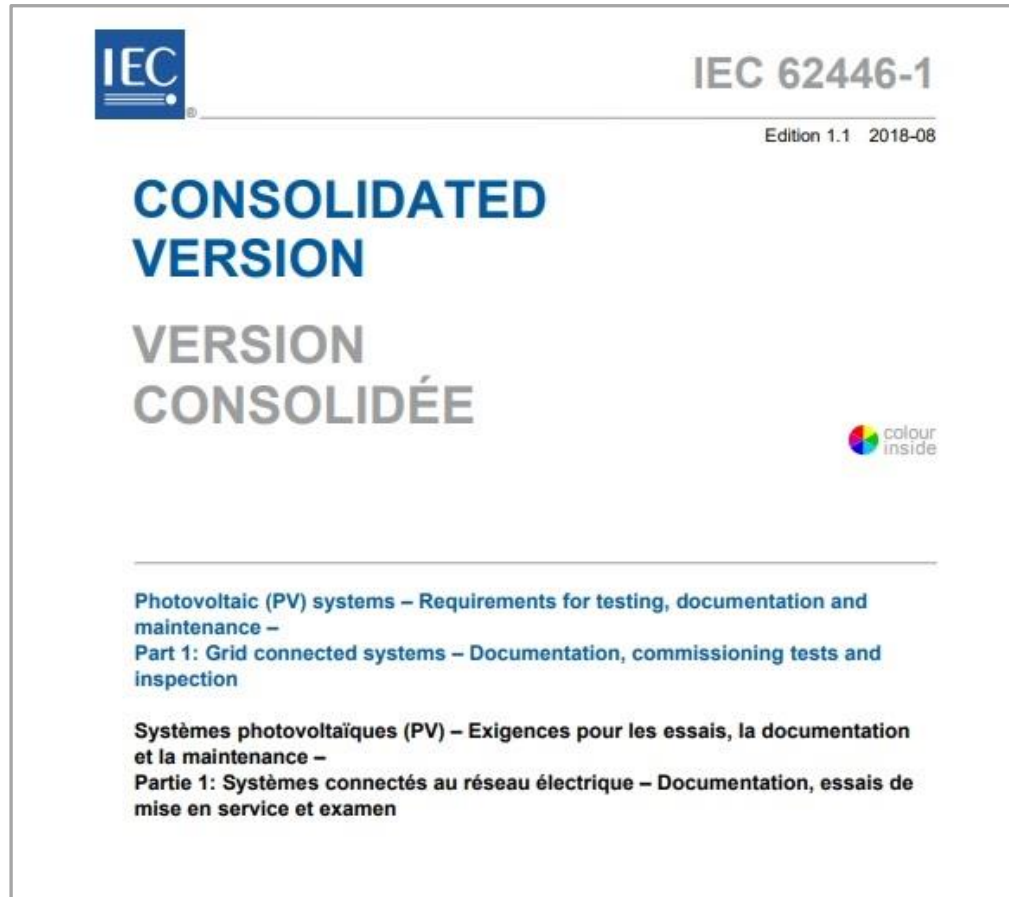 IEC
®
IEC 62446-1
Edition 1.1 2018-08
CONSOLIDATED
VERSION
VERSION
CONSOLIDÉE
colour
inside
Photovoltaic (PV) systems – Requirements for testing, documentation and
maintenance –
Part 1: Grid connected systems – Documentation, commissioning tests and
inspection
Systèmes photovoltaïques (PV) – Exigences pour les essais, la documentation
et la maintenance –
Partie 1: Systèmes connectés au réseau électrique – Documentation, essais de
mise en service et examen